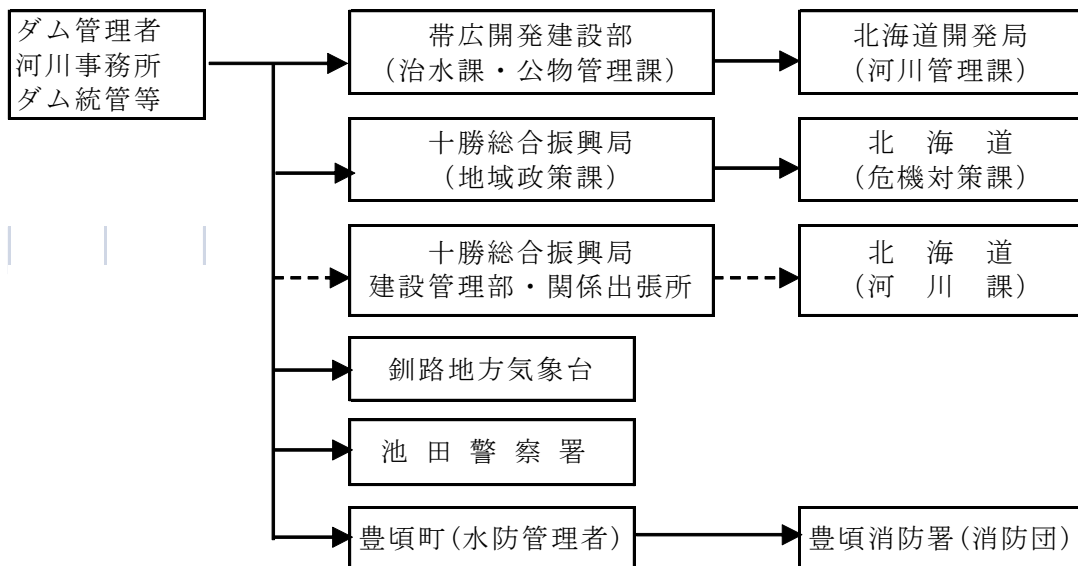 ダム管理者
河川事務所
ダム統管等
帯広開発建設部
(治水課・公物管理課)
北海道開発局
(河川管理課)
十勝総合振興局
(地域政策課)
北海道
(危機対策課)
十勝総合振興局
建設管理部・関係出張所
北海道
(河川課)
釧路地方気象台
池田警察署
豊頃町(水防管理者)
豊頃消防署(消防団)